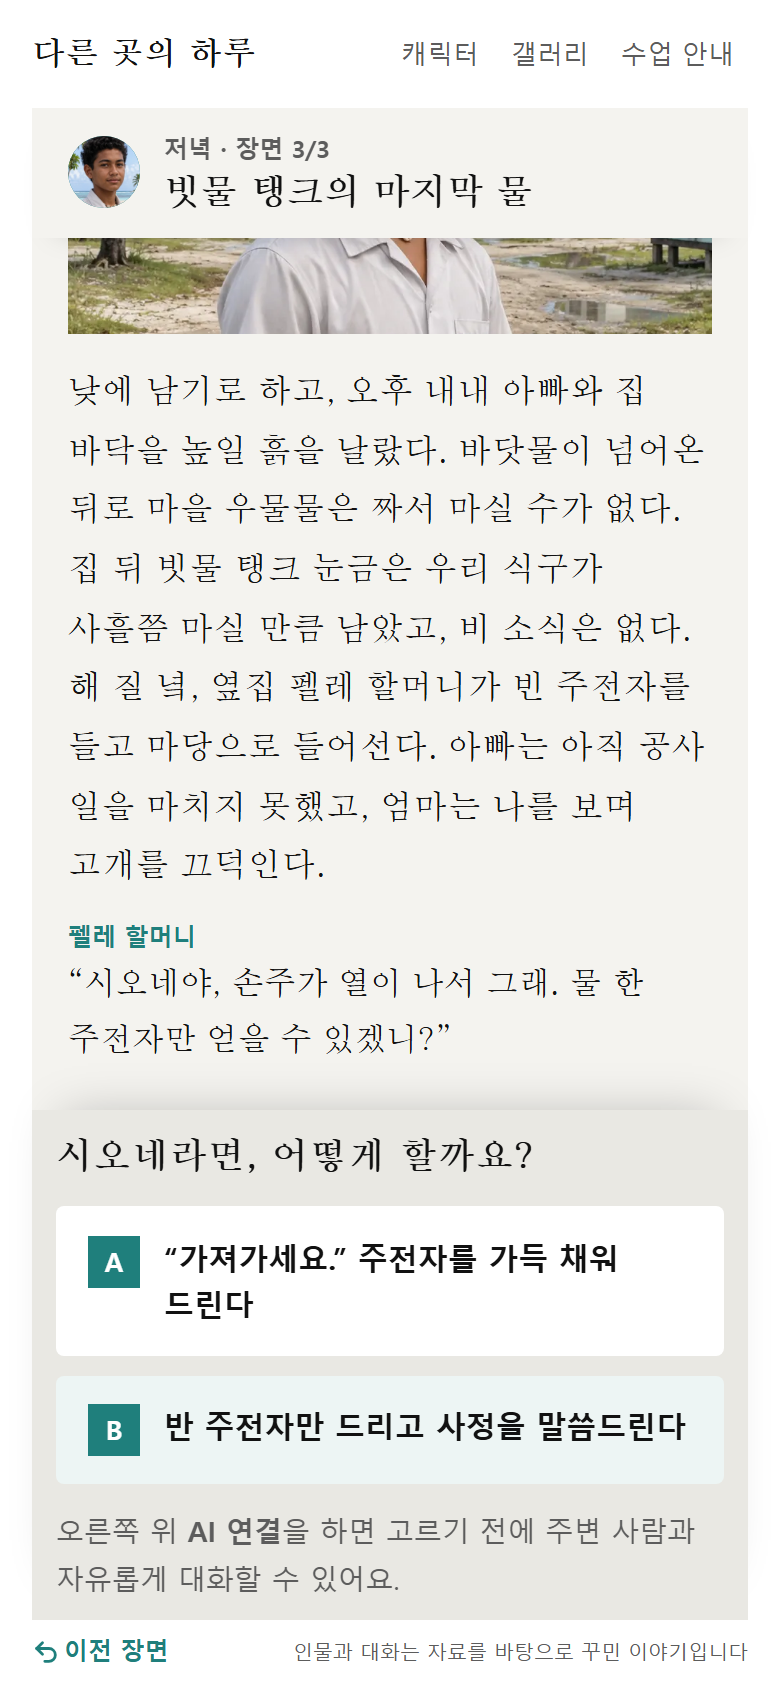 다른 곳의 하루
캐릭터 갤러리 수업 안내
저녁 · 장면 3/3
빗물 탱크의 마지막 물
낮에 남기로 하고, 오후 내내 아빠와 집
바닥을 높일 흙을 날랐다. 바닷물이 넘어온
뒤로 마을 우물물은 짜서 마실 수가 없다.
집 뒤 빗물 탱크 눈금은 우리 식구가
사흘쯤 마실 만큼 남았고, 비 소식은 없다.
해 질 녘, 옆집 펠레 할머니가 빈 주전자를
들고 마당으로 들어선다. 아빠는 아직 공사
일을 마치지 못했고, 엄마는 나를 보며
고개를 끄덕인다.
펠레 할머니
“시오네야, 손주가 열이 나서 그래. 물 한
주전자만 얻을 수 있겠니?”
시오네라면, 어떻게 할까요?
A “가져가세요.” 주전자를 가득 채워
드린다
B 반 주전자만 드리고 사정을 말씀드린다
오른쪽 위 AI 연결을 하면 고르기 전에 주변 사람과
자유롭게 대화할 수 있어요.
이전 장면
인물과 대화는 자료를 바탕으로 꾸민 이야기입니다